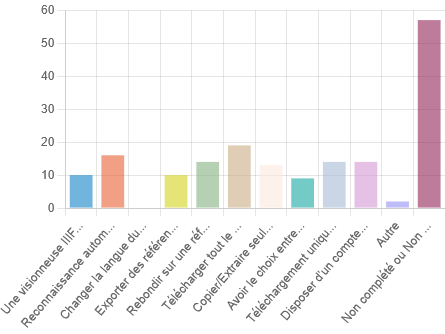 60
50
40
30
20
10
0
Une visionneuse IIIF...
Reconnaissance autom...
Changer la langue du...
Exporter des référen...
Rebondir sur une réf...
Télécharger tout le ...
Copier/Extraire seul...
Avoir le choix entre...
Téléchargement uniqu...
Disposer d'un compte...
Autre
Non complété ou Non ...